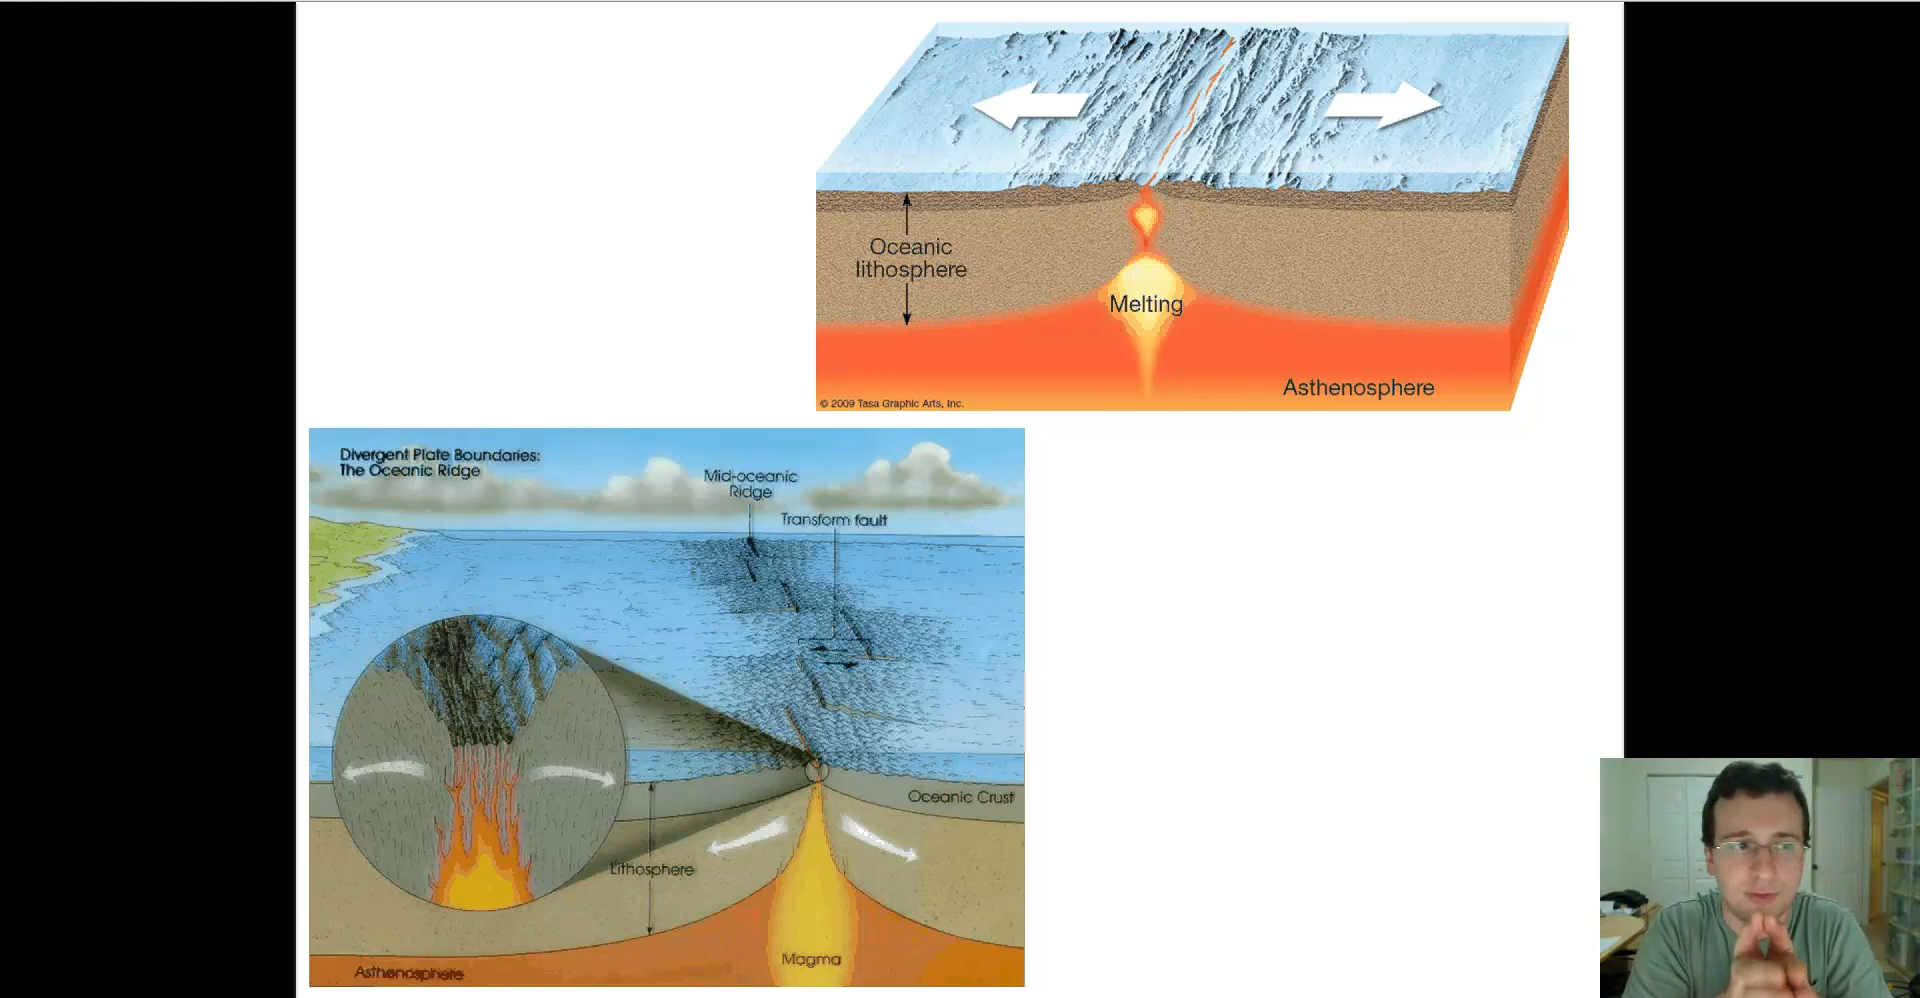 Oceanic
lithosphere
Melting
Asthenosphere
© 2009 Tasa Graphic Arts, Inc.
Divergent Plate Boundaries:
The Oceanic Ridge
Mid-oceanic
Ridge
Transform fault
Oceanic Crust
Lithosphere
Magma
Asthenosphere